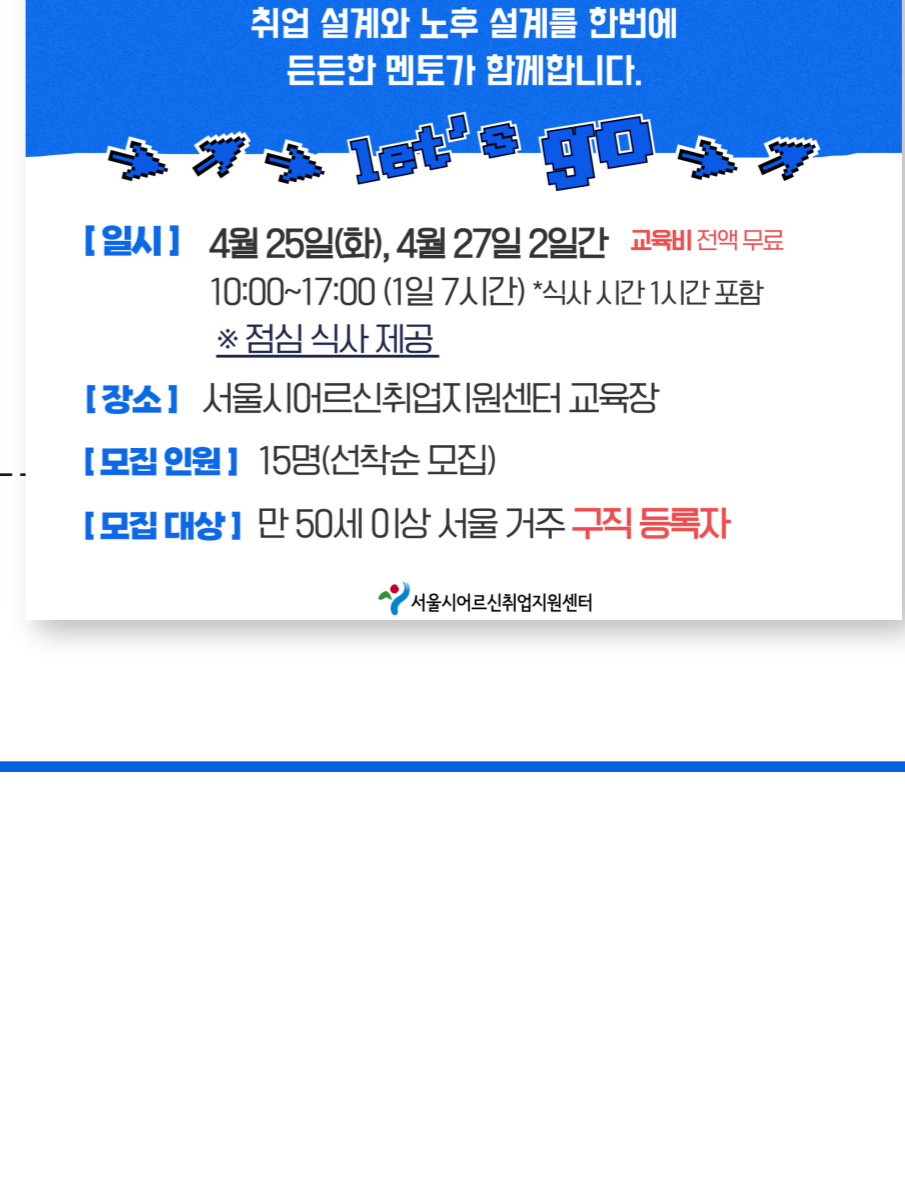 취업 설계와 노후 설계를 한번에
든든한 멘토가 함께합니다.
let's go
[ 일시 ] 4월 25일(화), 4월 27일 2일간 교육비 전액 무료
10:00~17:00 (1일 7시간) *식사 시간 1시간 포함
※ 점심 식사 제공
[ 장소 ] 서울시어르신취업지원센터 교육장
[ 모집 인원 ] 15명(선착순 모집)
[ 모집 대상 ] 만 50세 이상 서울 거주 구직 등록자
서울시어르신취업지원센터